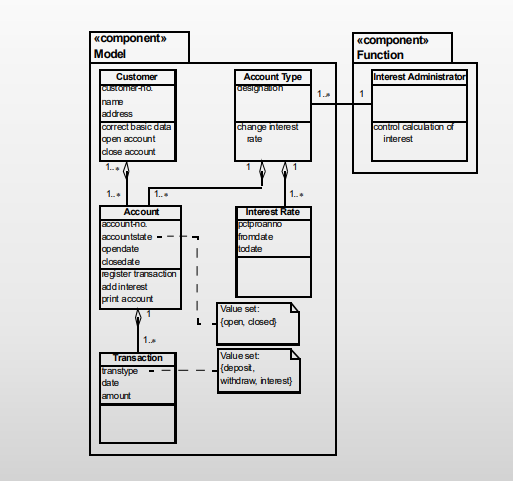 «component»
Model
Customer
customer-no.
name
address
correct basic data
open account
close account
Account Type
designation
change interest
rate
«component»
Function
Interest Administrator
control calculation of
interest
1..*
1
1..*
1
1
1..*
1..*
1..*
Account
account-no.
accountstate
opendate
closedate
register transaction
add interest
print account
Interest Rate
pctproanno
fromdate
todate
Value set:
{open, closed}
1
1..*
Transaction
transtype
date
amount
Value set:
{deposit,
withdraw, interest}